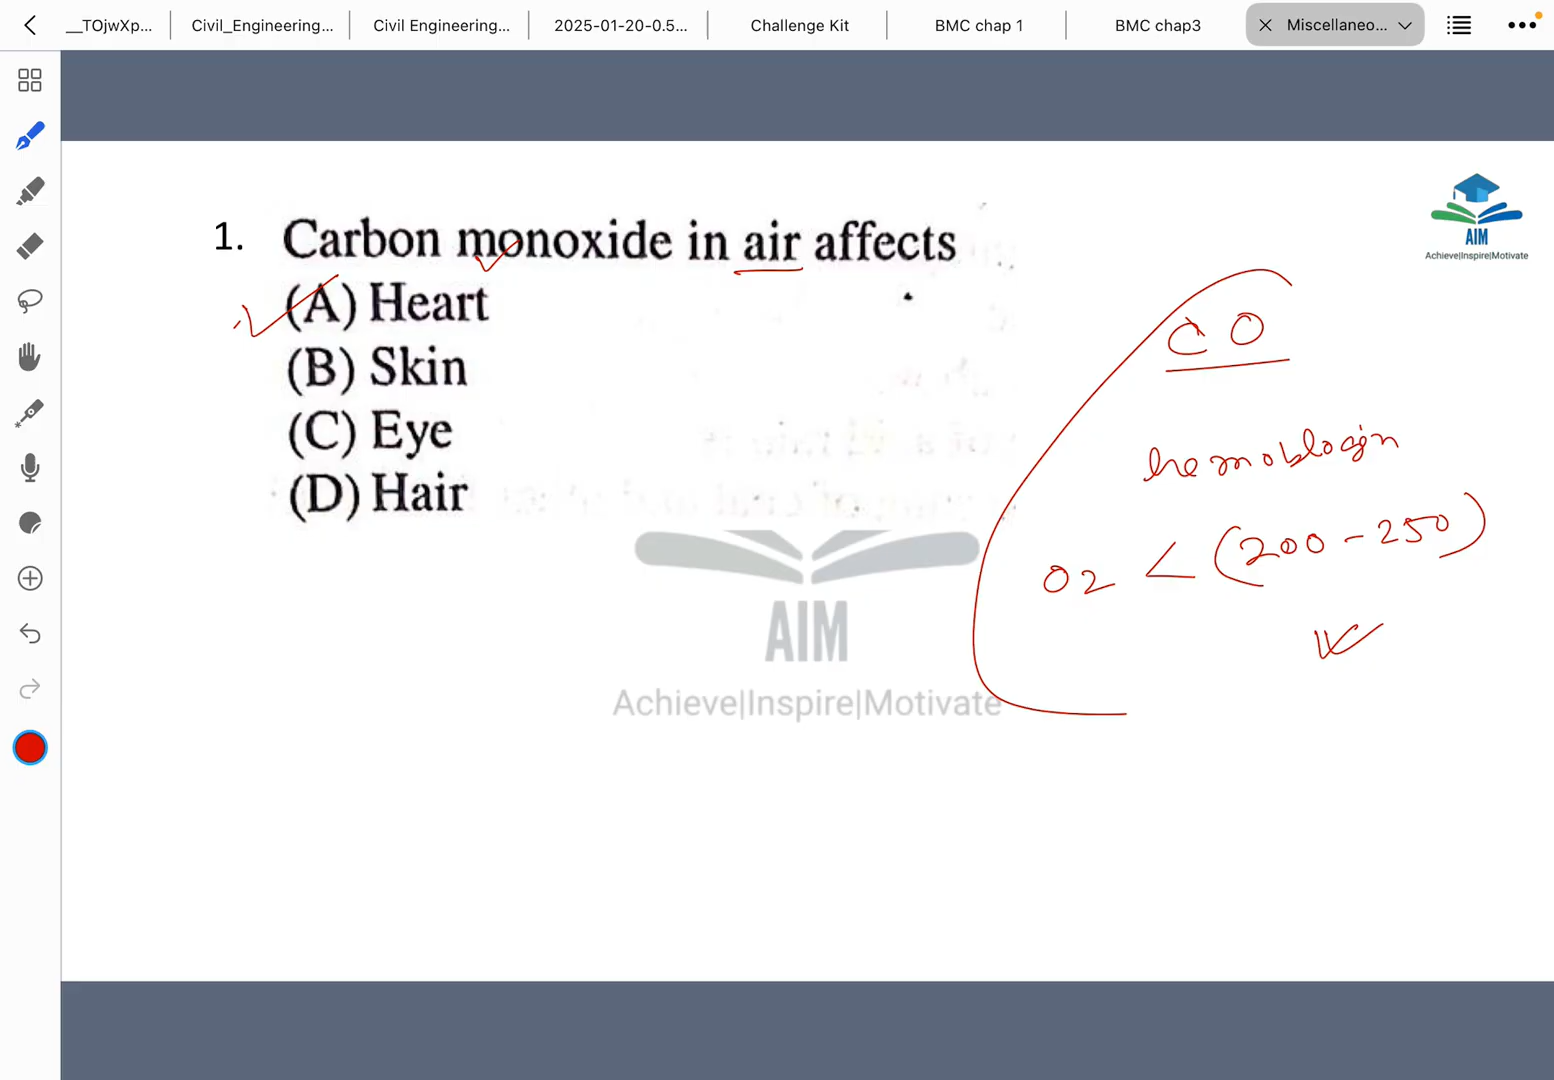 __TOjwXp...
Civil_Engineering...
Civil Engineering...
2025-01-20-0.5...
Challenge Kit
BMC chap 1
BMC chap3
Miscellaneo...
AIM
Achieve|Inspire|Motivate
1. Carbon monoxide in air affects
(A) Heart
(B) Skin
(C) Eye
(D) Hair
CO
hemoblogin
O2 < (200 - 250)
AIM
Achieve|Inspire|Motivate